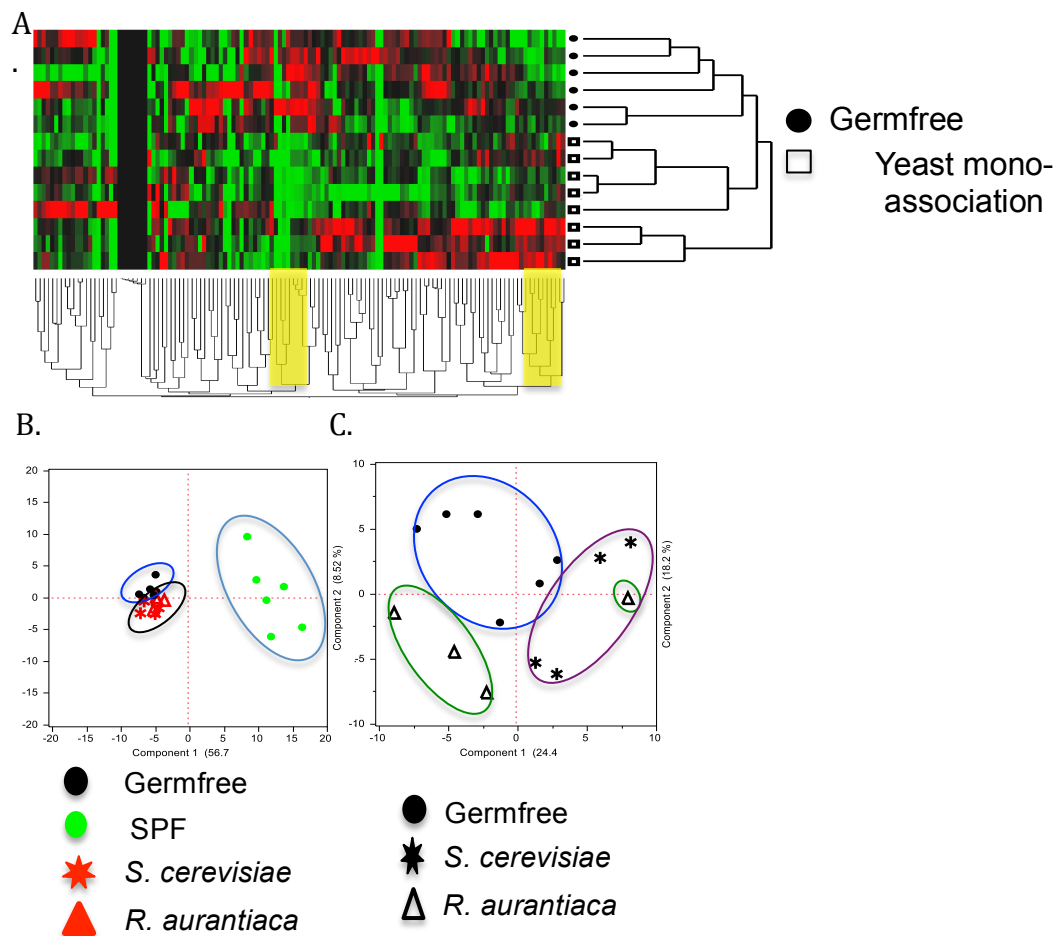 A
.
Germfree
Yeast mono-
association
B.
C.
20
15
10
5
0
-5
-10
-15
-20
-20
-15
-10
-5
0
5
10
15
20
Component 1 (56.7
Component 2 (8.52 %)
10
5
0
-5
-10
-10
-5
0
5
10
Component 1 (24.4
Component 2 (18.2 %)
Germfree
SPF
S. cerevisiae
R. aurantiaca
Germfree
S. cerevisiae
R. aurantiaca